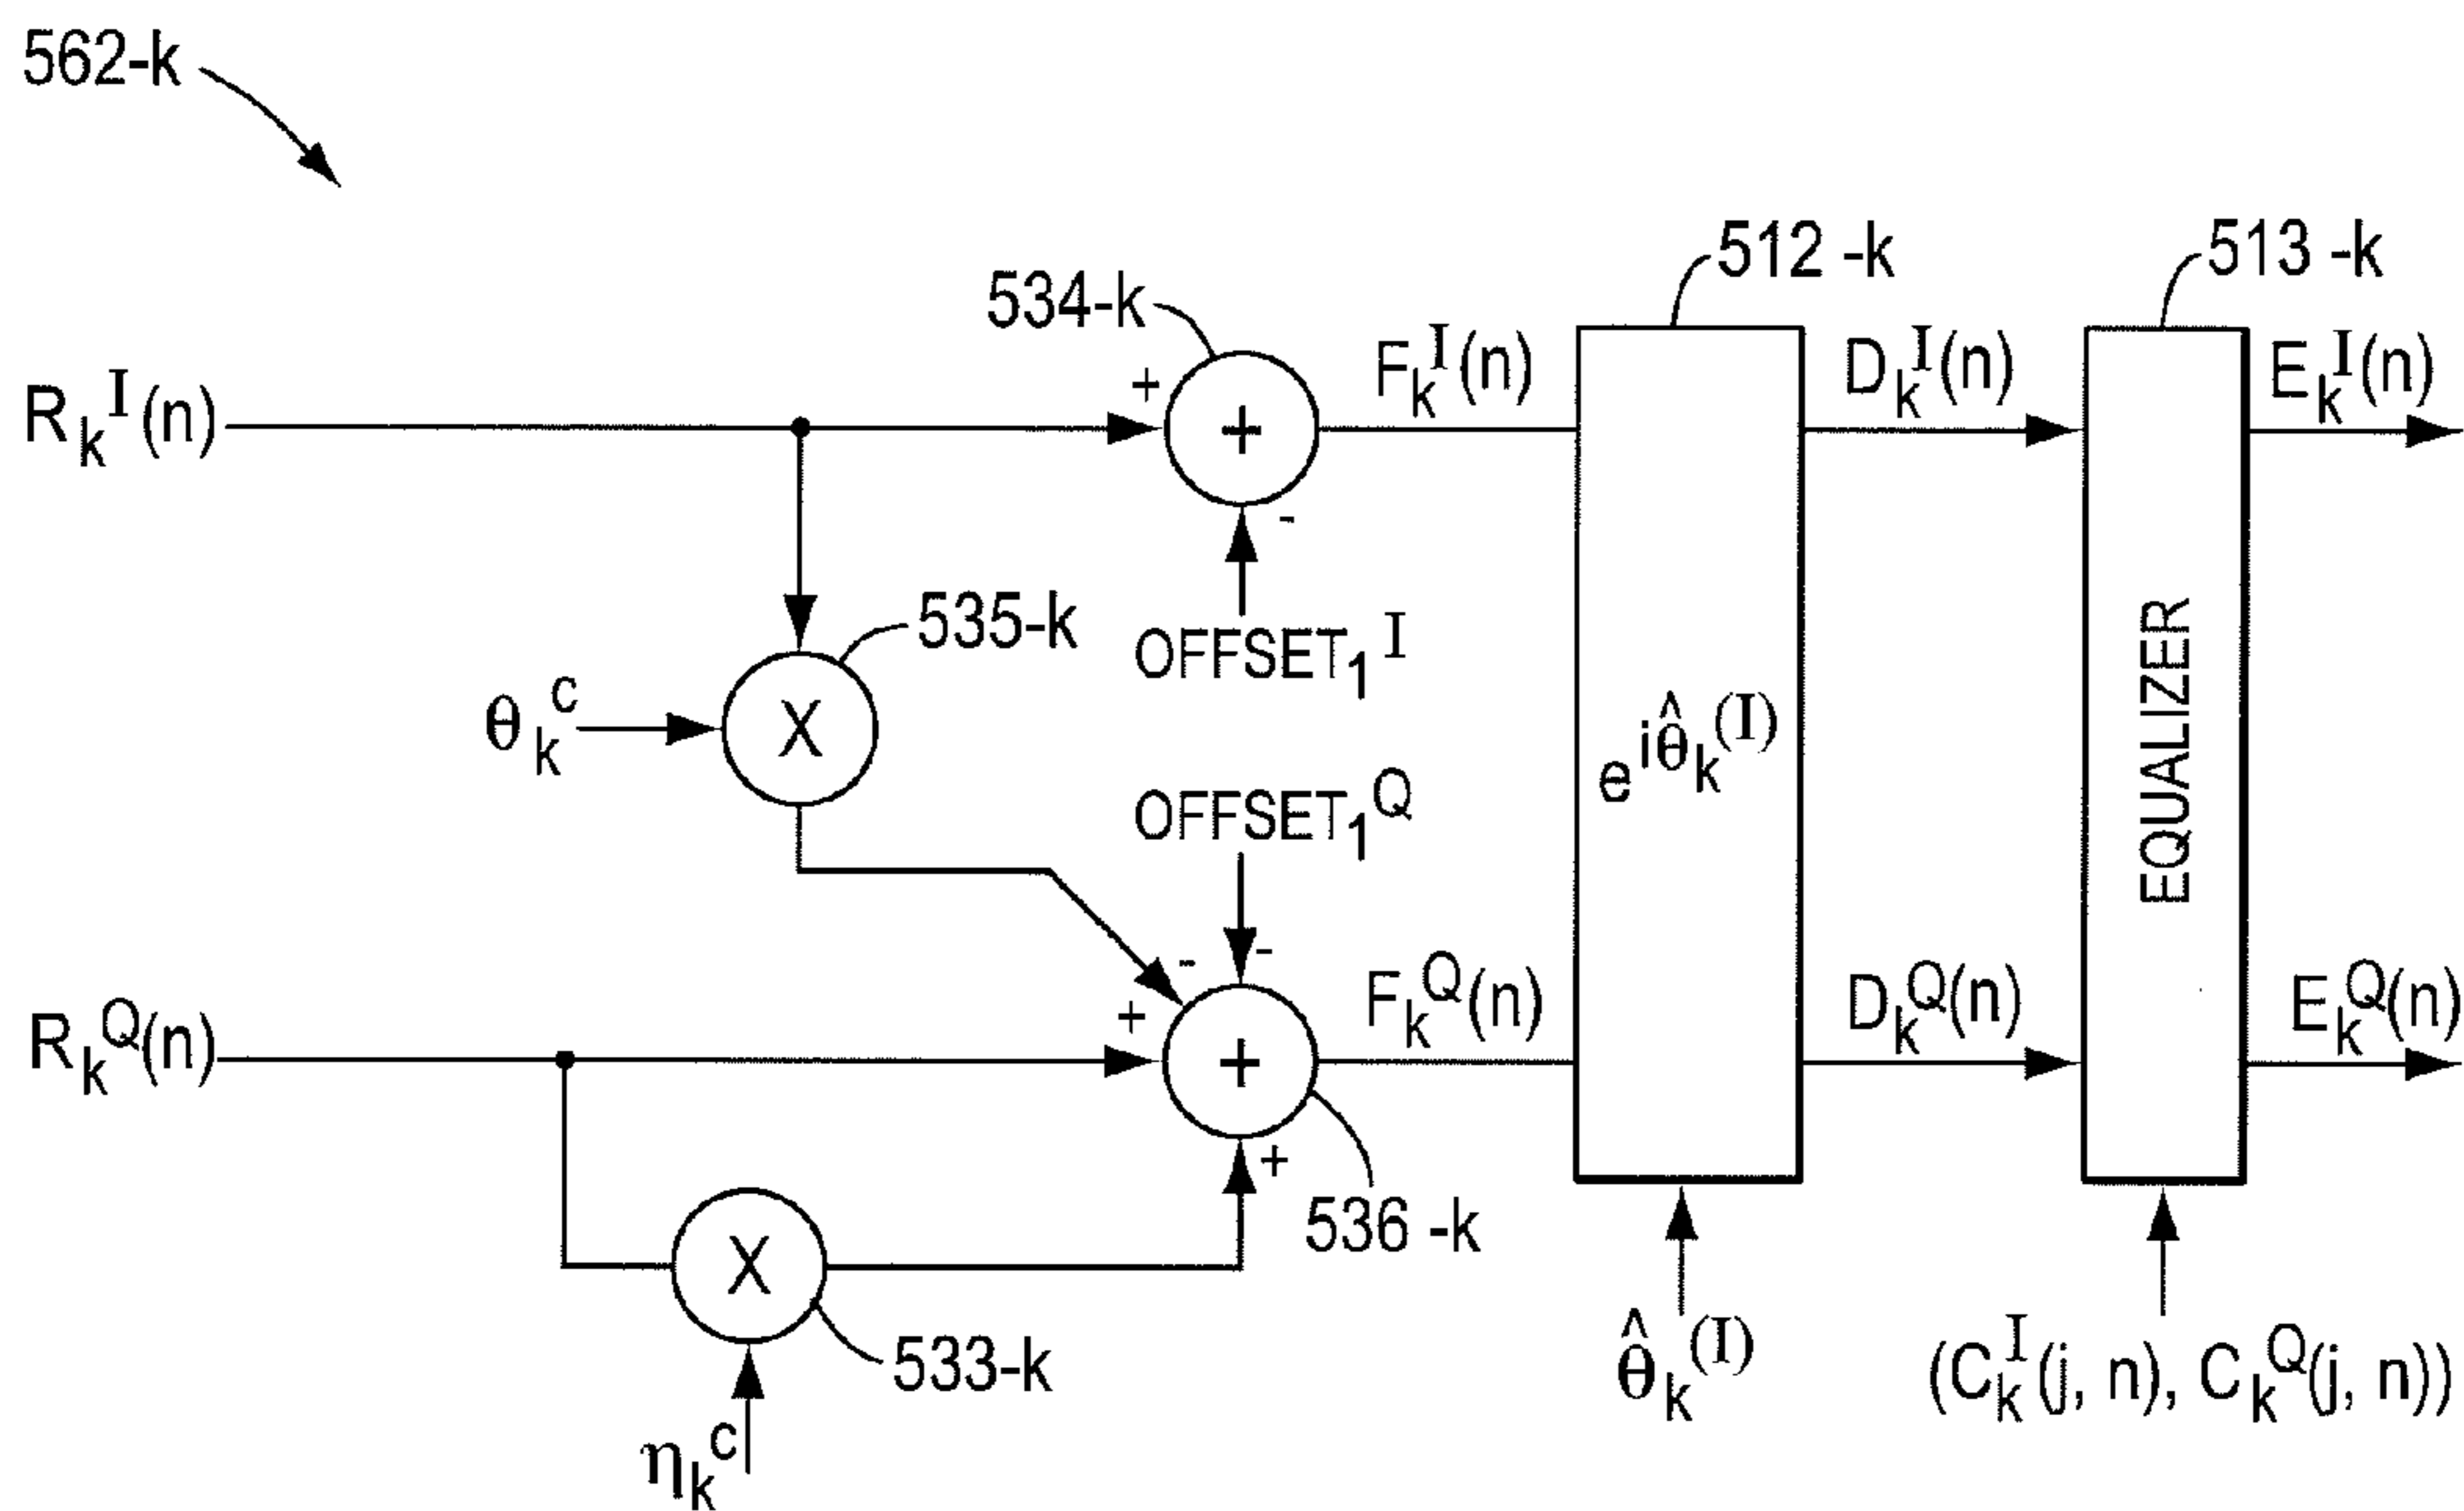 562-k
512 -k
513 -k
534-k
R_k^I(n)
+
+
F_k^I(n)
D_k^I(n)
E_k^I(n)
-
535-k
OFFSET_1^I
θ_k^c
X
e^{iθ̂_k^(I)}
EQUALIZER
OFFSET_1^Q
-
-
R_k^Q(n)
+
+
F_k^Q(n)
D_k^Q(n)
E_k^Q(n)
+
536 -k
X
533-k
η_k^c
θ̂_k^(I)
(C_k^I(j, n), C_k^Q(j, n))